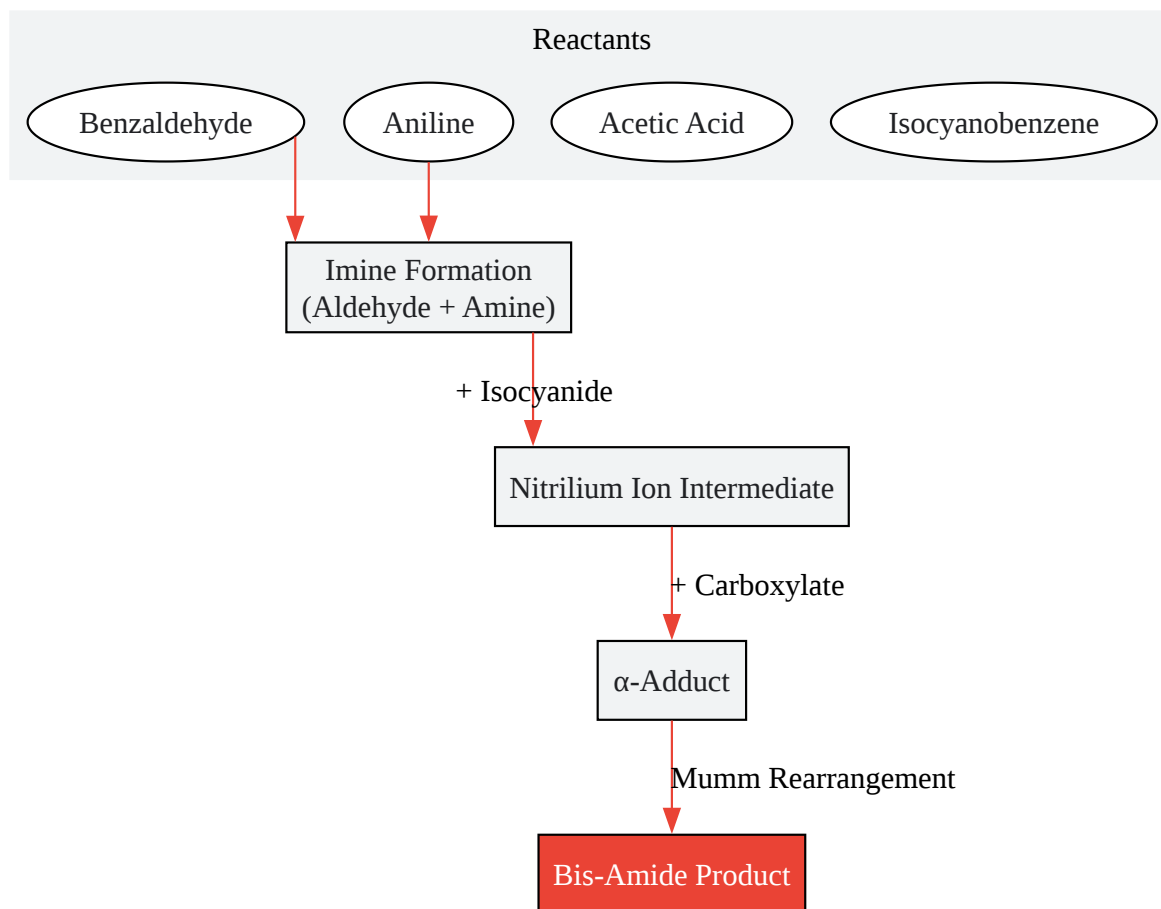 Reactants
Benzaldehyde
Aniline
Acetic Acid
Isocyanobenzene
Imine Formation
(Aldehyde + Amine)
+ Isocyanide
Nitrilium Ion Intermediate
+ Carboxylate
α-Adduct
Mumm Rearrangement
Bis-Amide Product